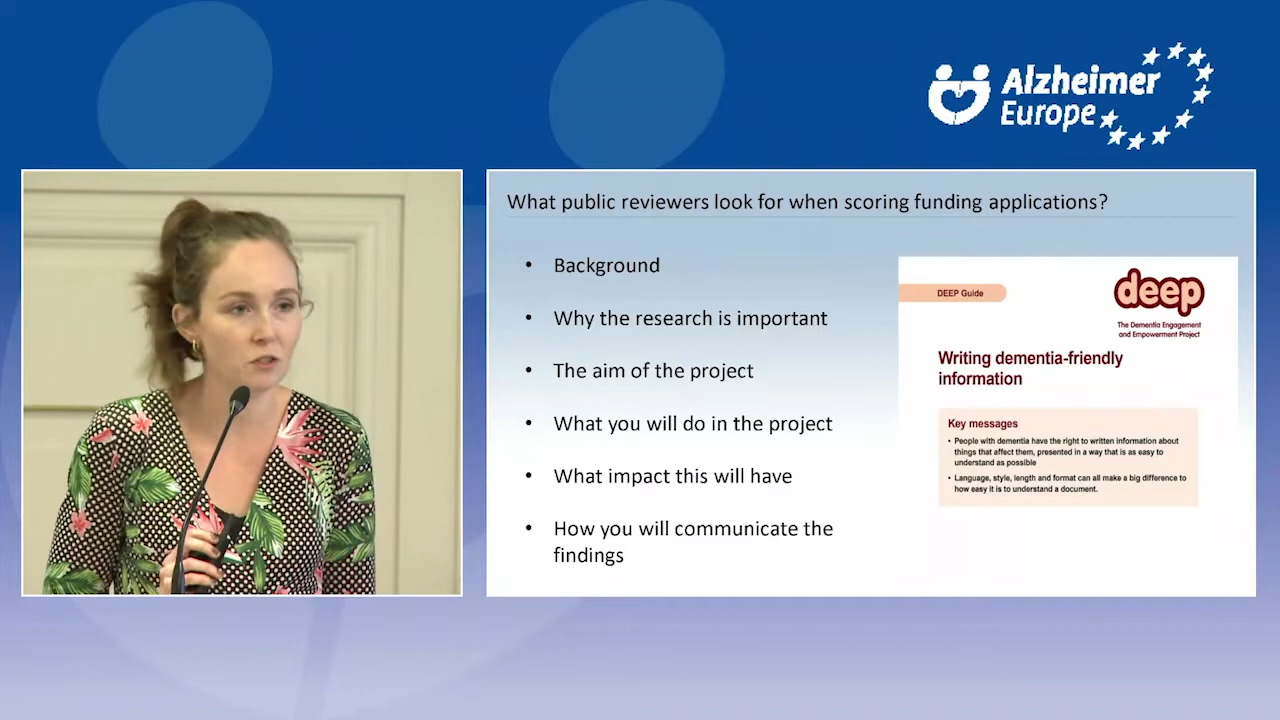 Alzheimer
Europe
What public reviewers look for when scoring funding applications?
• Background
• Why the research is important
• The aim of the project
• What you will do in the project
• What impact this will have
• How you will communicate the
findings
DEEP Guide
deep
The Dementia Engagement
and Empowerment Project
Writing dementia-friendly
information
Key messages
• People with dementia have the right to written information about
things that affect them, presented in a way that is as easy to
understand as possible
• Language, style, length and format can all make a big difference to
how easy it is to understand a document.